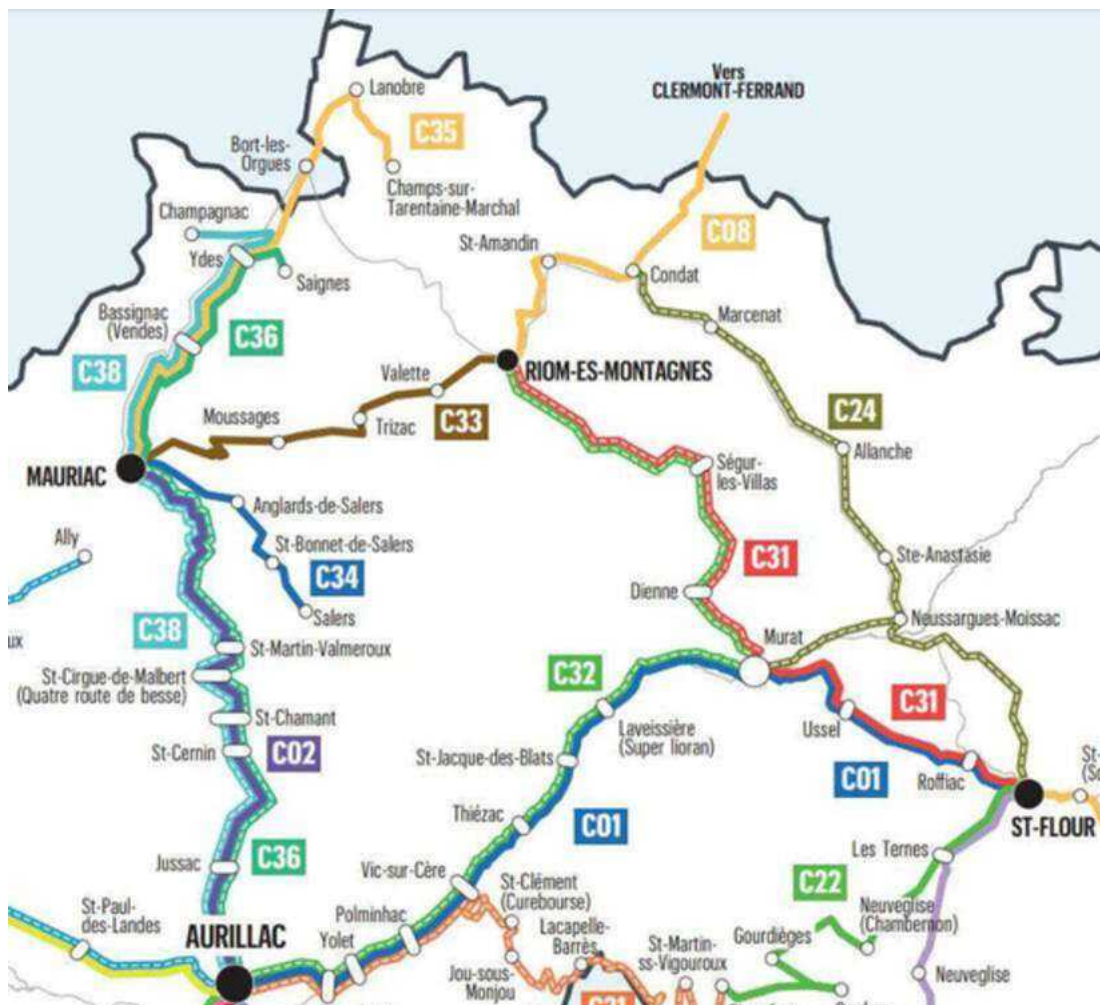 Vers
CLERMONT-FERRAND
Lanobre
C35
Bort-les-
Orgues
Champs-sur-
Tarentaine-Marchal
Champagnac
C08
St-Amandin
Ydes
Condat
Saignes
Bassignac
(Vendes)
C36
Marcenat
C38
Valette
RIOM-ES-MONTAGNES
Moussages
Trizac
C33
C24
Allanche
MAURIAC
Ségur-
les-Villas
Anglards-de-Salers
Ally
St-Bonnet-de-Salers
C34
C31
Ste-Anastasie
Dienne
Salers
Neussargues-Moissac
C38
Murat
ux
St-Martin-Valmeroux
C32
St-Cirgue-de-Malbert
(Quatre route de besse)
C31
St-Chamant
Laveissière
(Super lioran)
Ussel
St-Cernin
C02
St-Jacque-des-Blats
C01
Roffiac
St-
(So
Thiézac
C01
ST-FLOUR
Jussac
C36
Vic-sur-Cère
Les Ternes
St-Clément
(Curebourse)
C22
St-Paul-
des-Landes
Polminhac
Neuveglise
(Chambernon)
AURILLAC
Yolet
Lacapelle-
Barrès
Gourdièges
St-Martin-
ss-Vigouroux
Jou-sous-
Monjou
Neuveglise